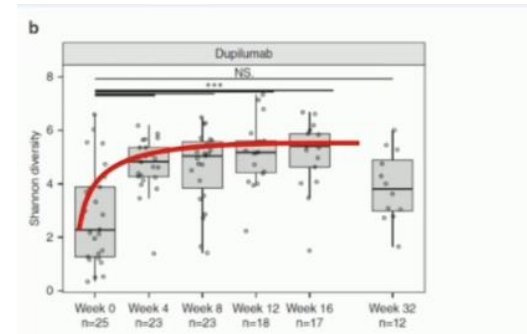 b
Dupilumab
NS.
***
8
6
4
2
0
Shannon diversity
Week 0 Week 4 Week 8 Week 12 Week 16 Week 32
n=25 n=23 n=23 n=18 n=17 n=12